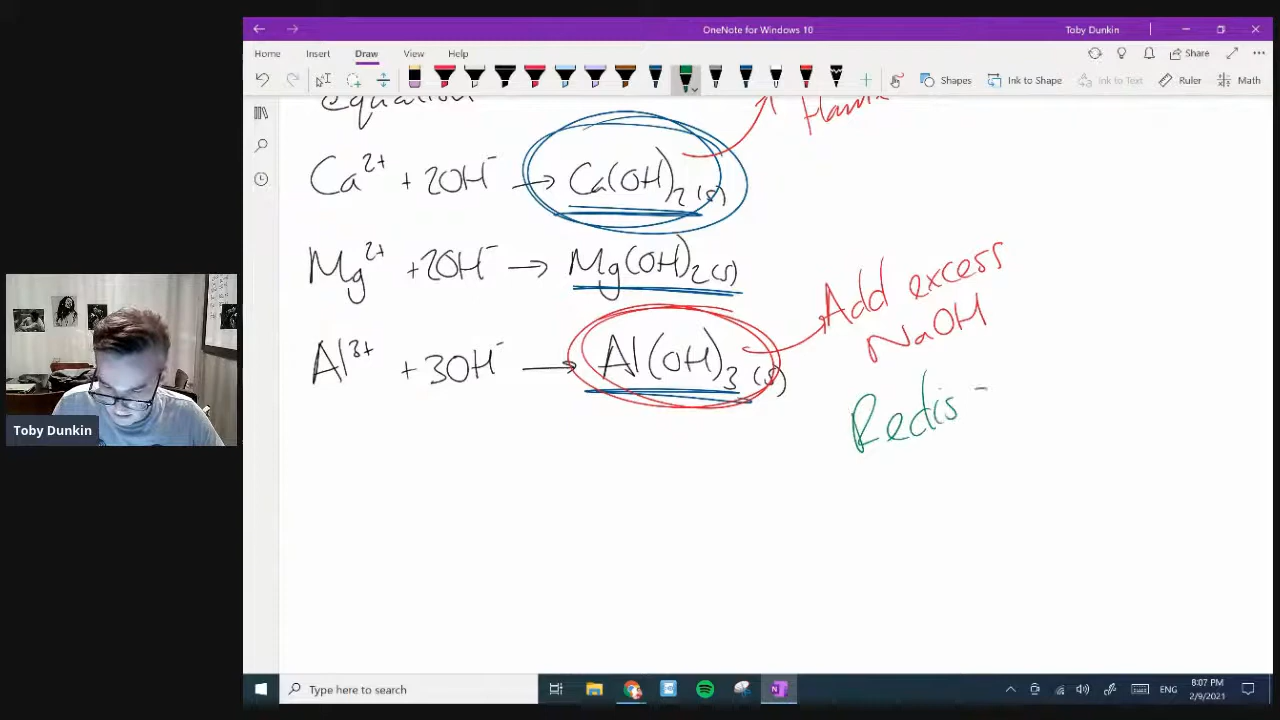 OneNote for Windows 10
Toby Dunkin
Home Insert Draw View Help
Share
Shapes
Ink to Shape
Ink to Text
Ruler
Math
equation
Ca²⁺ + 2OH⁻ → Ca(OH)₂(s)
Mg²⁺ + 2OH⁻ → Mg(OH)₂(s)
Al³⁺ + 3OH⁻ → Al(OH)₃(s)
Add excess
NaOH
Redis -
Toby Dunkin
Type here to search
ENG
8:07 PM
2/9/2021